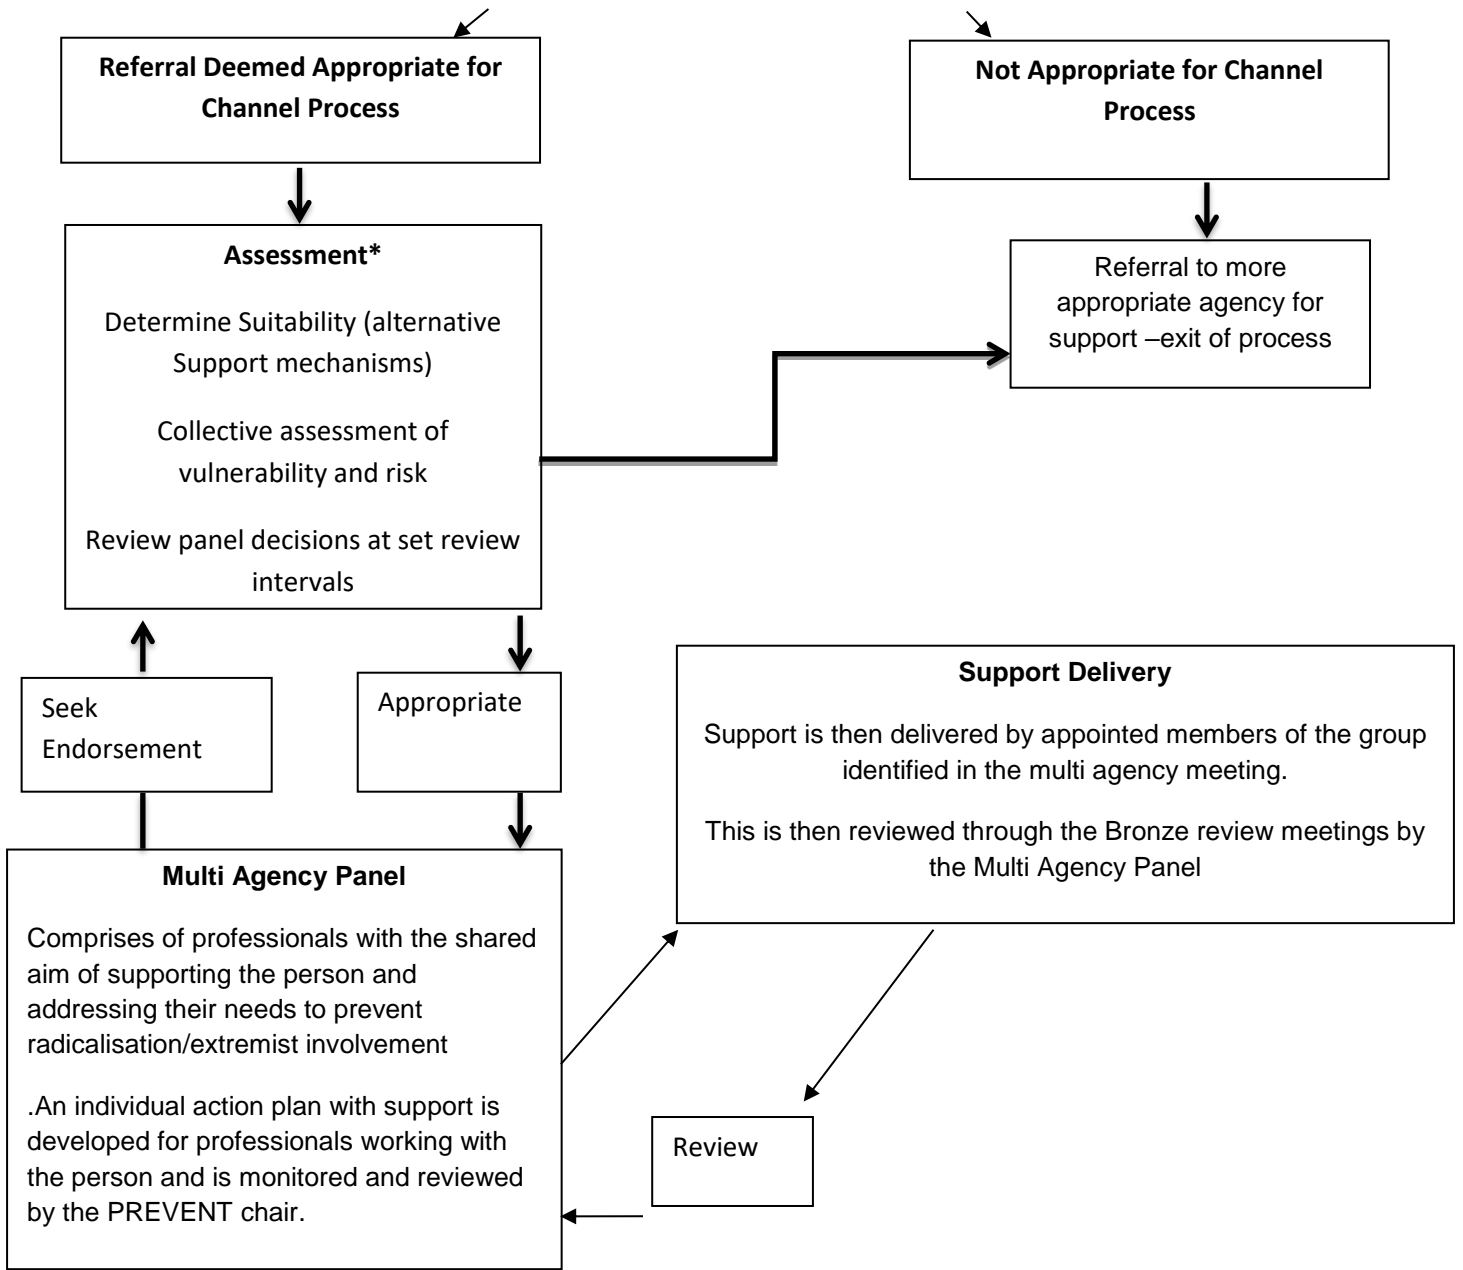 Referral Deemed Appropriate for
Channel Process
Not Appropriate for Channel
Process
Assessment*
Determine Suitability (alternative
Support mechanisms)
Collective assessment of
vulnerability and risk
Review panel decisions at set review
intervals
Referral to more
appropriate agency for
support –exit of process
Seek
Endorsement
Appropriate
Support Delivery
Support is then delivered by appointed members of the group
identified in the multi agency meeting.
This is then reviewed through the Bronze review meetings by
the Multi Agency Panel
Multi Agency Panel
Comprises of professionals with the shared
aim of supporting the person and
addressing their needs to prevent
radicalisation/extremist involvement
.An individual action plan with support is
developed for professionals working with
the person and is monitored and reviewed
by the PREVENT chair.
Review